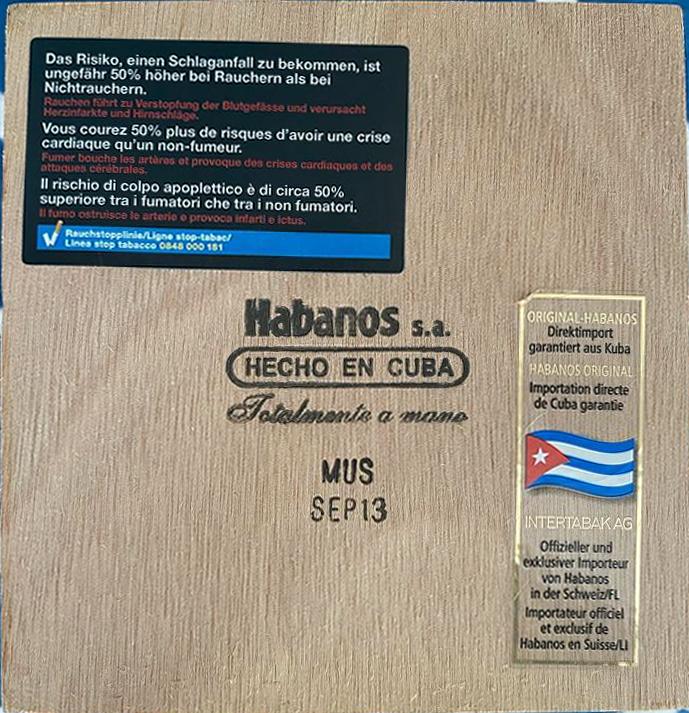 Das Risiko, einen Schlaganfall zu bekommen, ist
ungefähr 50% höher bei Rauchern als bei
Nichtrauchern.
Rauchen führt zu Verstopfung der Blutgefässe und verursacht
Herzinfarkte und Hirnschläge.
Vous courez 50% plus de risques d'avoir une crise
cardiaque qu'un non-fumeur.
Fumer bouche les artères et provoque des crises cardiaques et des
attaques cérébrales.
Il rischio di colpo apoplettico è di circa 50%
superiore tra i fumatori che tra i non fumatori.
Il fumo ostruisce le arterie e provoca infarti e ictus.
Rauchstopplinie/Ligne stop-tabac/
Linea stop tabacco 0848 000 181
Habanos s.a.
HECHO EN CUBA
Totalmente a mano
MUS
SEP13
ORIGINAL-HABANOS
Direktimport
garantiert aus Kuba
HABANOS ORIGINAL
Importation directe
de Cuba garantie
INTERTABAK AG
Offizieller und
exklusiver Importeur
von Habanos
in der Schweiz/FL
Importateur officiel
et exclusif de
Habanos en Suisse/LI